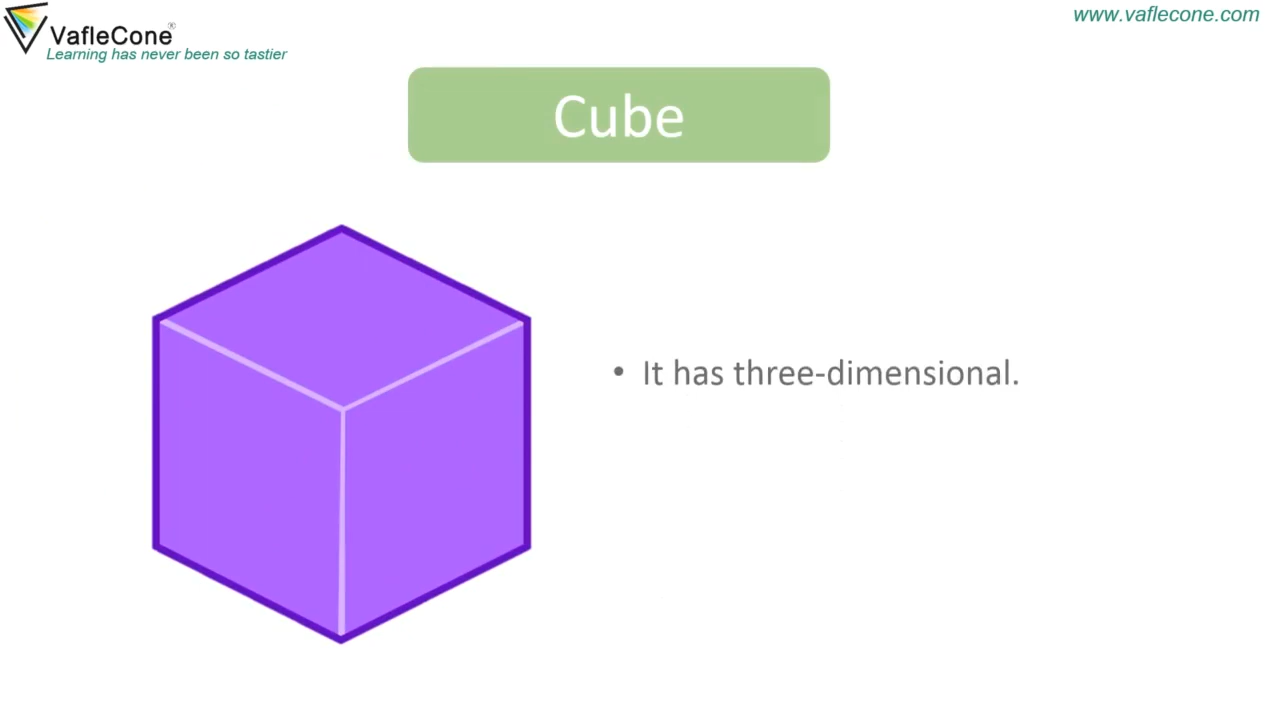 VafleCone®
Learning has never been so tastier
www.vaflecone.com
Cube
• It has three-dimensional.